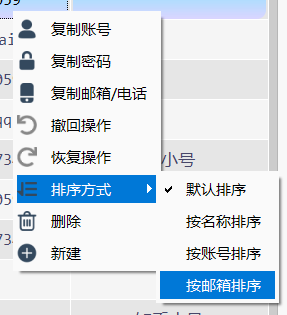 复制账号
复制密码
复制邮箱/电话
撤回操作
恢复操作
小号
排序方式
默认排序
删除
按名称排序
新建
按账号排序
按邮箱排序